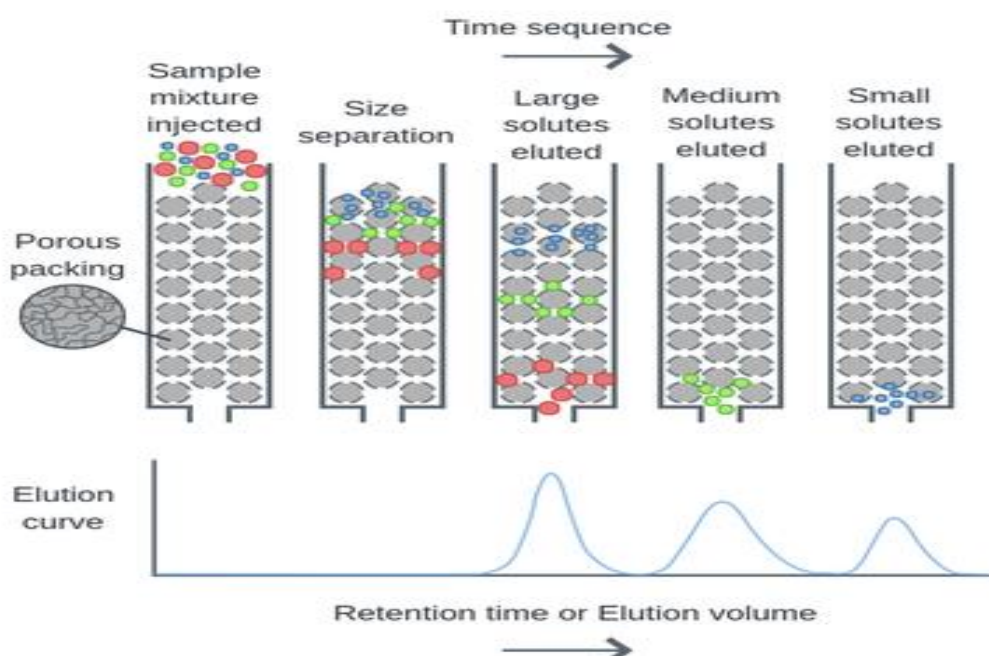 Time sequence
Sample
mixture
injected
Size
separation
Large
solutes
eluted
Medium
solutes
eluted
Small
solutes
eluted
Porous
packing
Elution
curve
Retention time or Elution volume